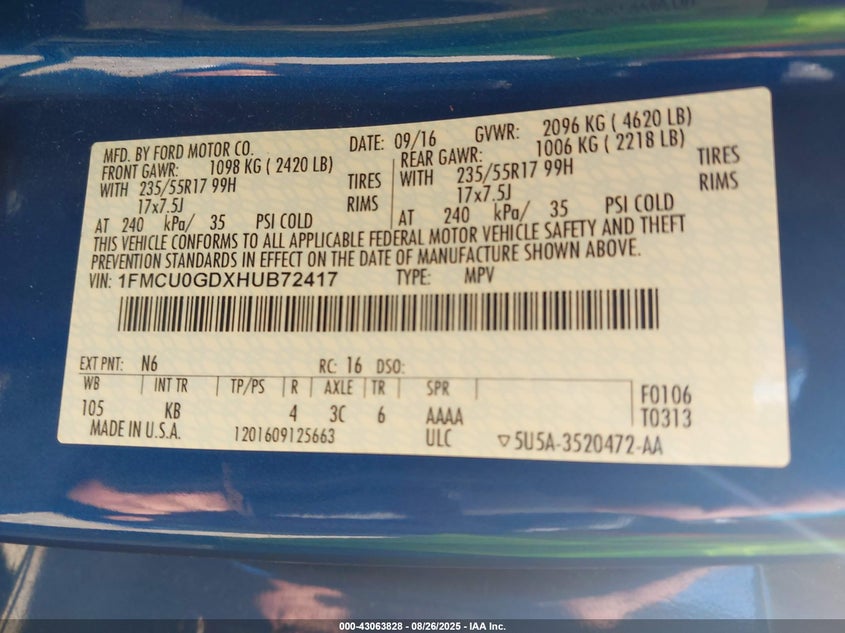 MFD. BY FORD MOTOR CO. DATE: 09/16 GVWR: 2096 KG ( 4620 LB)
FRONT GAWR: 1098 KG ( 2420 LB) REAR GAWR: 1006 KG ( 2218 LB)
WITH 235/55R17 99H TIRES WITH 235/55R17 99H TIRES
17x7.5J RIMS 17x7.5J RIMS
AT 240 kPa/ 35 PSI COLD AT 240 kPa/ 35 PSI COLD
THIS VEHICLE CONFORMS TO ALL APPLICABLE FEDERAL MOTOR VEHICLE SAFETY AND THEFT
PREVENTION STANDARDS IN EFFECT ON THE DATE OF MANUFACTURE SHOWN ABOVE.
VIN: 1FMCU0GDXHUB72417 TYPE: MPV
EXT PNT: N6 RC: 16 DSO:
WB INT TR TP/PS R AXLE TR SPR F0106
105 KB 4 3C 6 AAAA T0313
MADE IN U.S.A. 1201609125663 ULC ▽5U5A-3520472-AA
000-43063828 - 08/26/2025 - IAA Inc.